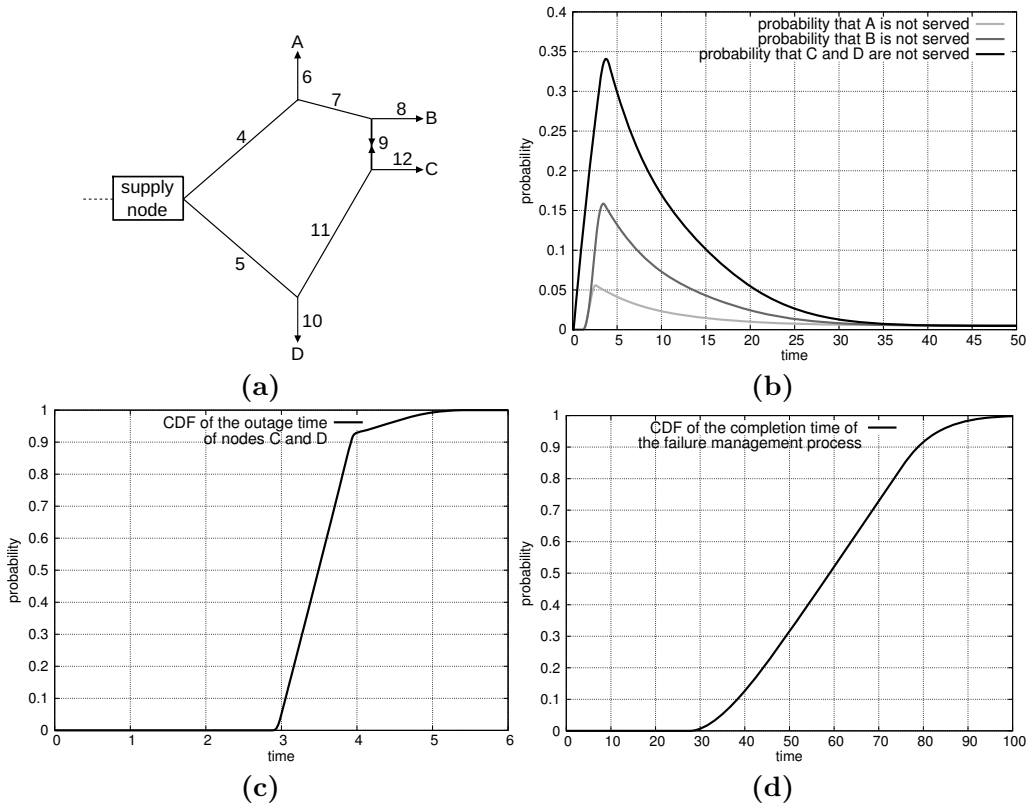 A
6
7
8
B
4
9
12
C
supply
node
11
5
10
D
(a)
0.4
0.35
0.3
0.25
0.2
0.15
0.1
0.05
0
probability
probability that A is not served
probability that B is not served
probability that C and D are not served
0 5 10 15 20 25 30 35 40 45 50
time
(b)
1
0.9
0.8
0.7
0.6
0.5
0.4
0.3
0.2
0.1
0
probability
CDF of the outage time
of nodes C and D
0 1 2 3 4 5 6
time
(c)
1
0.9
0.8
0.7
0.6
0.5
0.4
0.3
0.2
0.1
0
probability
CDF of the completion time of
the failure management process
0 10 20 30 40 50 60 70 80 90 100
time
(d)